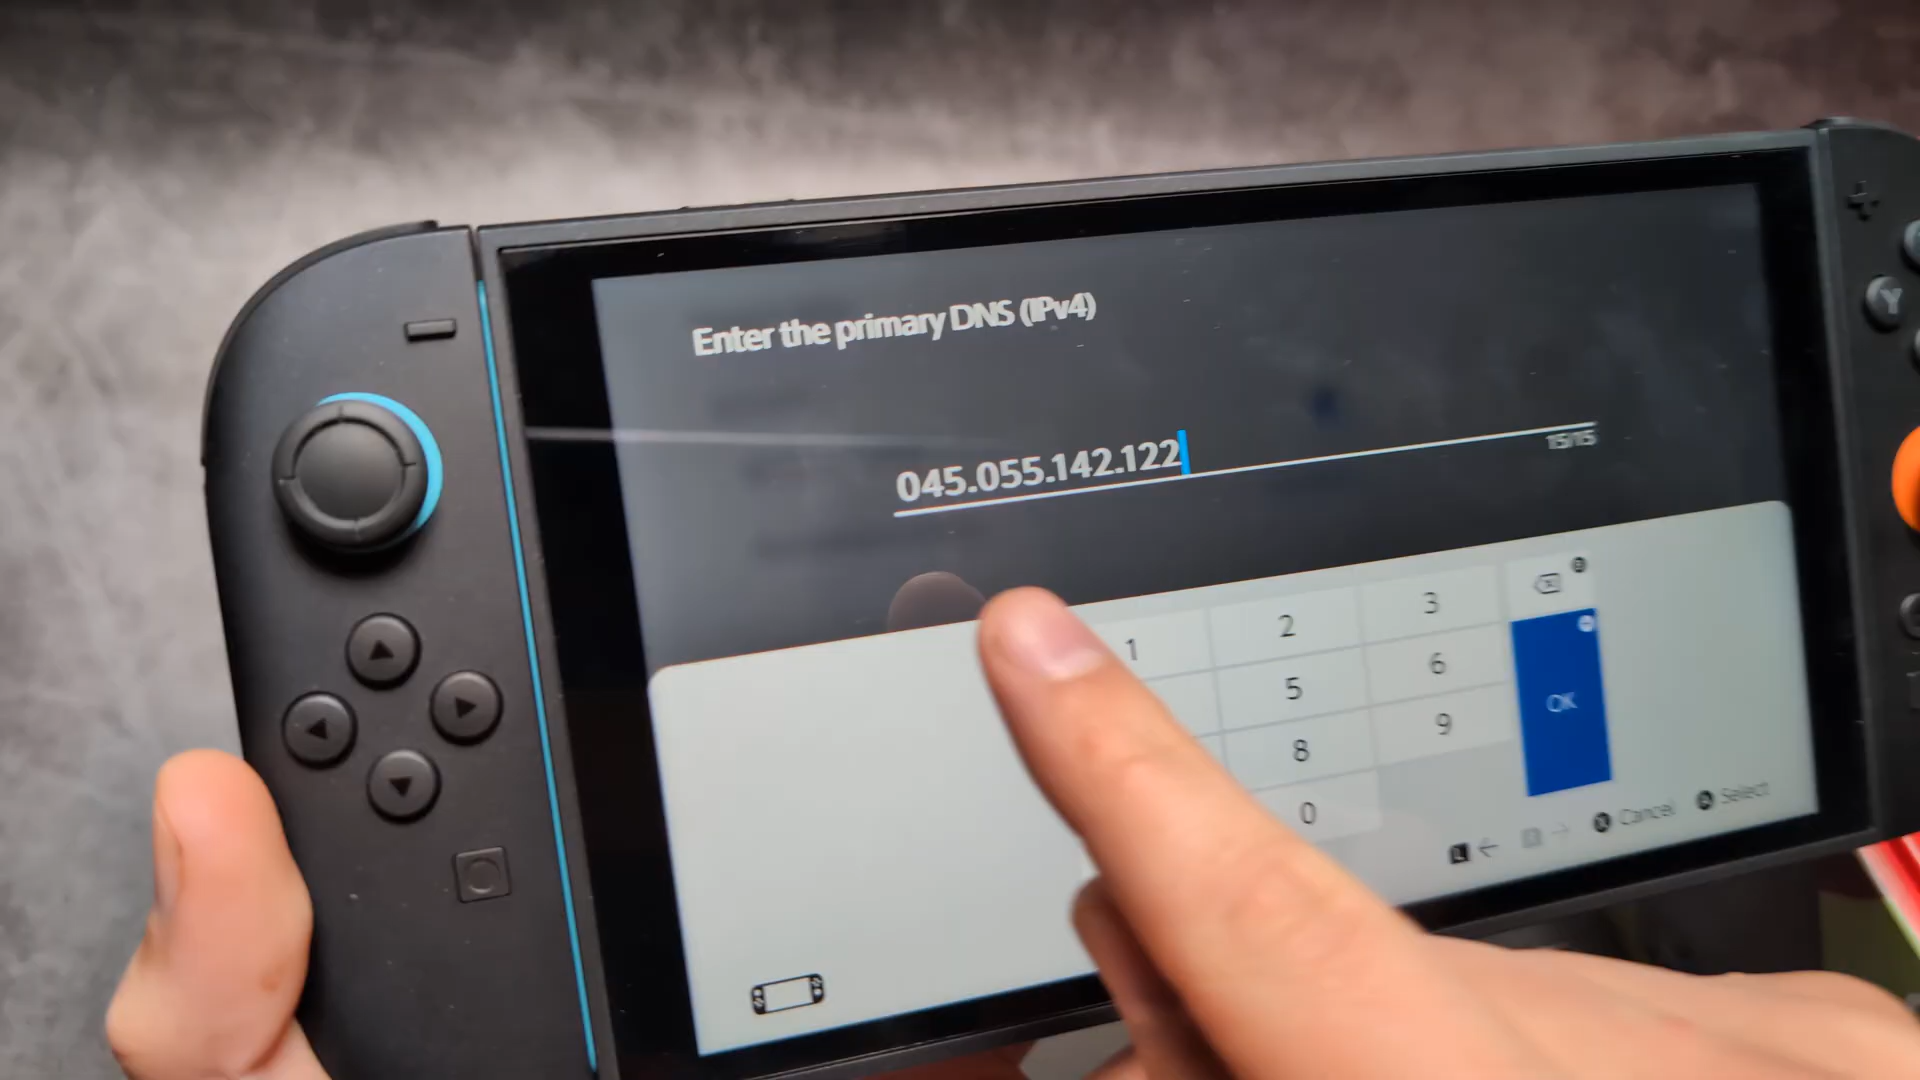 Enter the primary DNS (IPv4)
045.055.142.122
15/15
1
2
3
5
6
OK
8
9
0
Cancel
Select
L
Y